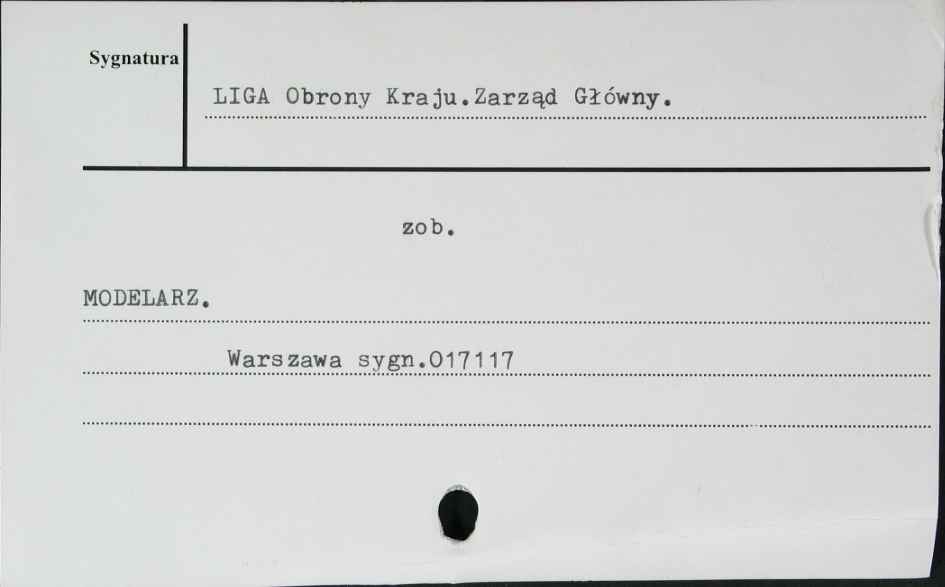 Sygnatura
LIGA Obrony Kraju.Zarząd Główny.
zob.
MODELARZ.
Warszawa sygn.017117